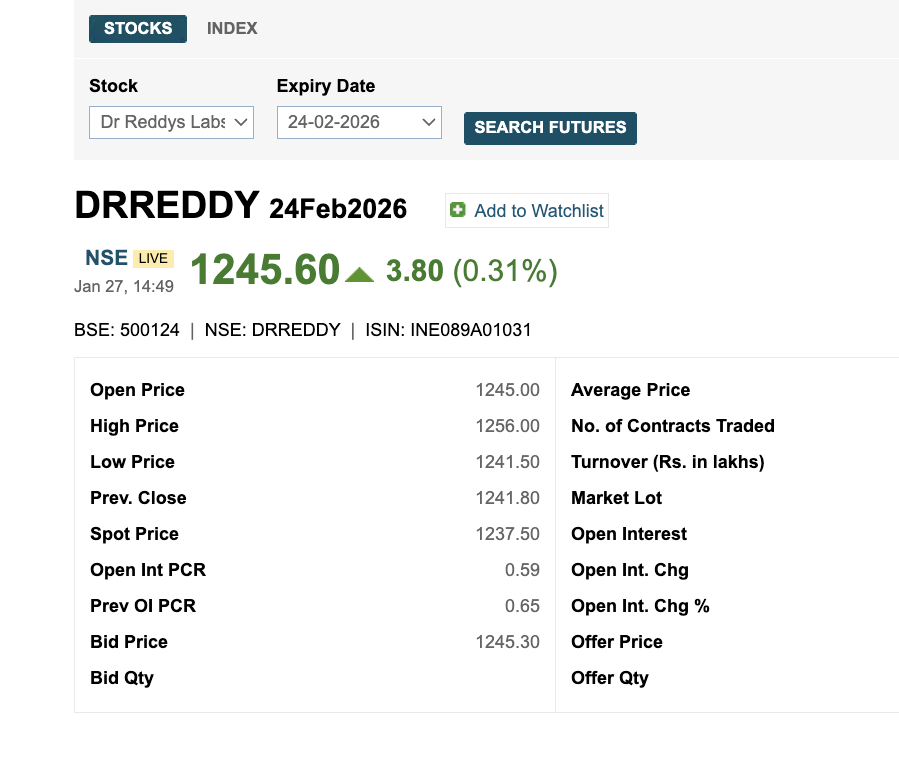 STOCKS INDEX
Stock Expiry Date
Dr Reddys Labs 24-02-2026 SEARCH FUTURES
DRREDDY 24Feb2026 Add to Watchlist
NSE LIVE 1245.60 3.80 (0.31%)
Jan 27, 14:49
BSE: 500124 | NSE: DRREDDY | ISIN: INE089A01031
Open Price 1245.00 Average Price
High Price 1256.00 No. of Contracts Traded
Low Price 1241.50 Turnover (Rs. in lakhs)
Prev. Close 1241.80 Market Lot
Spot Price 1237.50 Open Interest
Open Int PCR 0.59 Open Int. Chg
Prev OI PCR 0.65 Open Int. Chg %
Bid Price 1245.30 Offer Price
Bid Qty Offer Qty